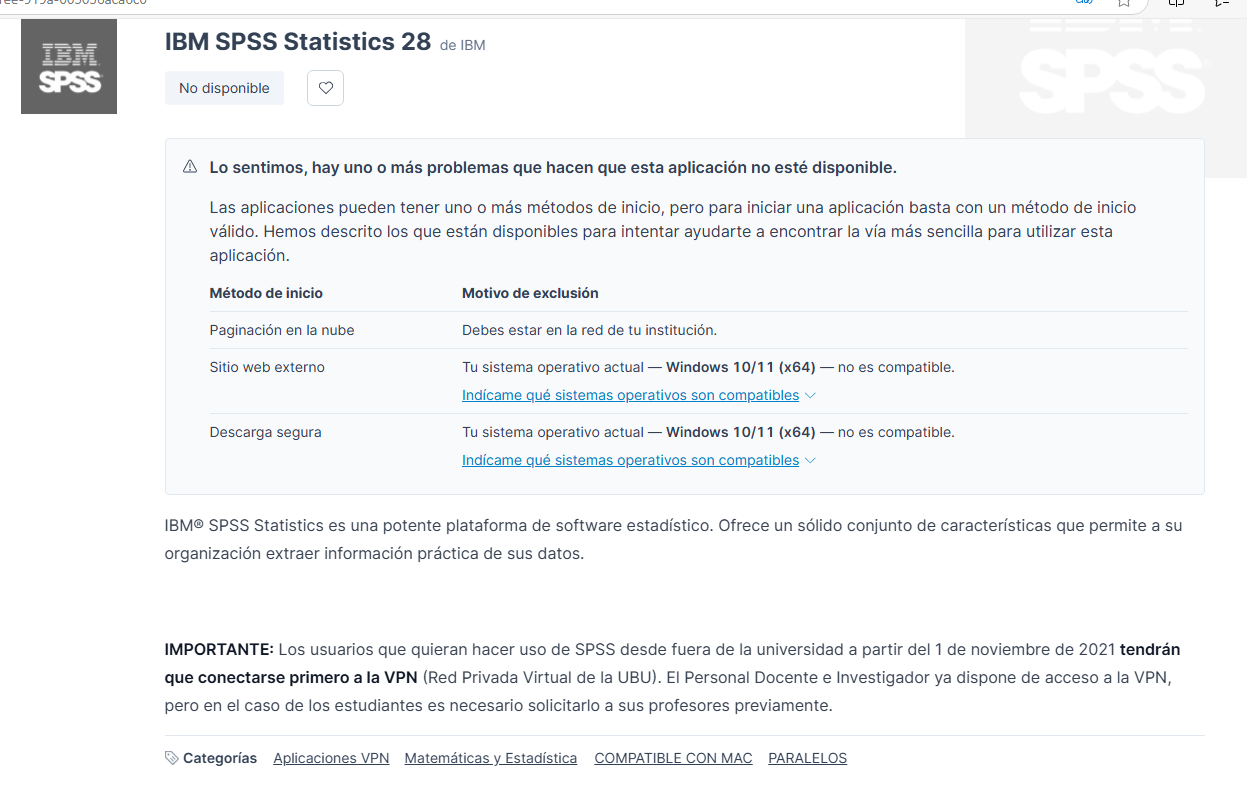 IBM
SPSS
IBM SPSS Statistics 28 de IBM
No disponible
SPSS
Lo sentimos, hay uno o más problemas que hacen que esta aplicación no esté disponible.
Las aplicaciones pueden tener uno o más métodos de inicio, pero para iniciar una aplicación basta con un método de inicio
válido. Hemos descrito los que están disponibles para intentar ayudarte a encontrar la vía más sencilla para utilizar esta
aplicación.
Método de inicio Motivo de exclusión
Paginación en la nube Debes estar en la red de tu institución.
Sitio web externo Tu sistema operativo actual — Windows 10/11 (x64) — no es compatible.
Indícame qué sistemas operativos son compatibles
Descarga segura Tu sistema operativo actual — Windows 10/11 (x64) — no es compatible.
Indícame qué sistemas operativos son compatibles
IBM® SPSS Statistics es una potente plataforma de software estadístico. Ofrece un sólido conjunto de características que permite a su
organización extraer información práctica de sus datos.
IMPORTANTE: Los usuarios que quieran hacer uso de SPSS desde fuera de la universidad a partir del 1 de noviembre de 2021 tendrán
que conectarse primero a la VPN (Red Privada Virtual de la UBU). El Personal Docente e Investigador ya dispone de acceso a la VPN,
pero en el caso de los estudiantes es necesario solicitarlo a sus profesores previamente.
Categorías Aplicaciones VPN Matemáticas y Estadística COMPATIBLE CON MAC PARALELOS